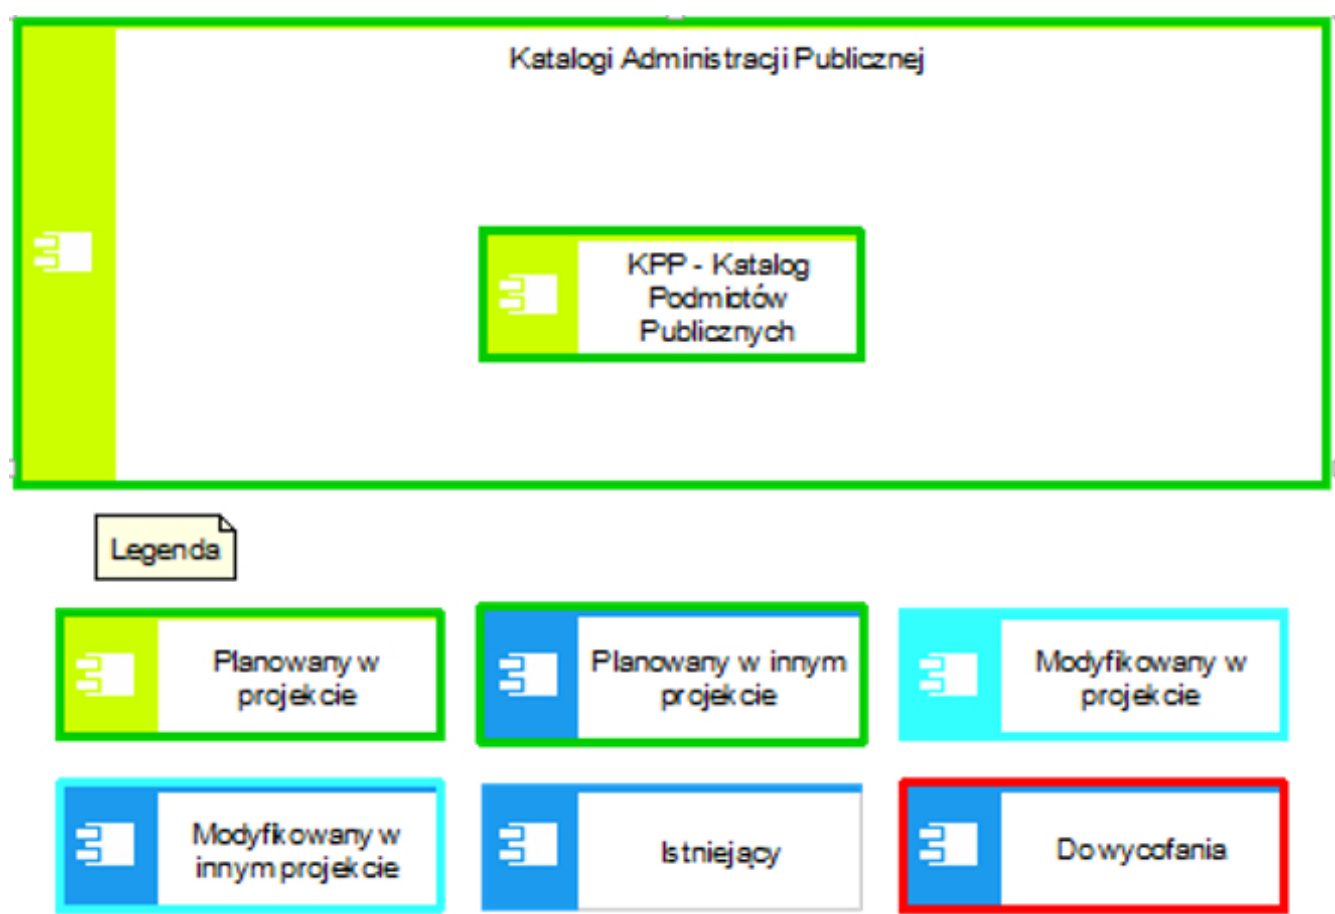 Katalogi Administracji Publicznej
KPP - Katalog
Podmiotów
Publicznych
Legenda
Planowany w
projekcie
Planowany w innym
projekcie
Modyfikowany w
projekcie
Modyfikowany w
innym projekcie
Istniejący
Do wycofania